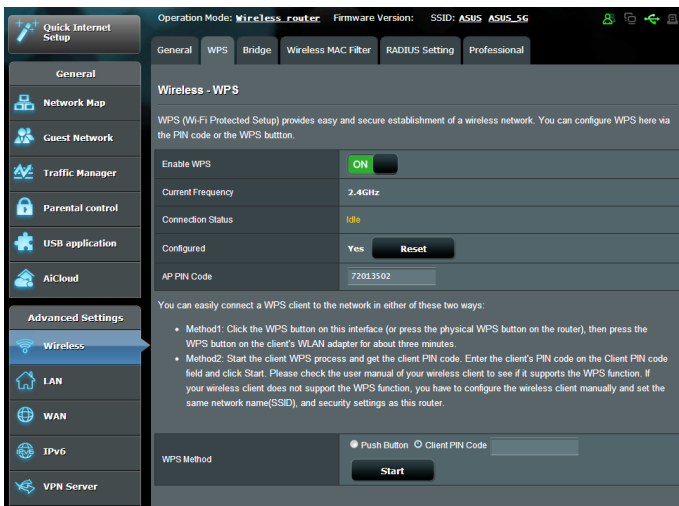 Quick Internet
Setup
Operation Mode: Wireless router Firmware Version: SSID: ASUS ASUS_5G
General WPS Bridge Wireless MAC Filter RADIUS Setting Professional
General
Network Map
Guest Network
Traffic Manager
Parental control
USB application
AiCloud
Advanced Settings
Wireless
LAN
WAN
IPv6
IPv6
VPN Server
Wireless - WPS
WPS (Wi-Fi Protected Setup) provides easy and secure establishment of a wireless network. You can configure WPS here via
the PIN code or the WPS buttton.
Enable WPS ON
Current Frequency 2.4GHz
Connection Status Idle
Configured Yes Reset
AP PIN Code 72013502
You can easily connect a WPS client to the network in either of these two ways:
• Method1: Click the WPS button on this interface (or press the physical WPS button on the router), then press the
WPS button on the client's WLAN adapter for about three minutes.
• Method2: Start the client WPS process and get the client PIN code. Enter the client's PIN code on the Client PIN code
field and click Start. Please check the user manual of your wireless client to see if it supports the WPS function. If
your wireless client does not support the WPS function, you have to configure the wireless client manually and set the
same network name(SSID), and security settings as this router.
WPS Method Push Button Client PIN Code
Start